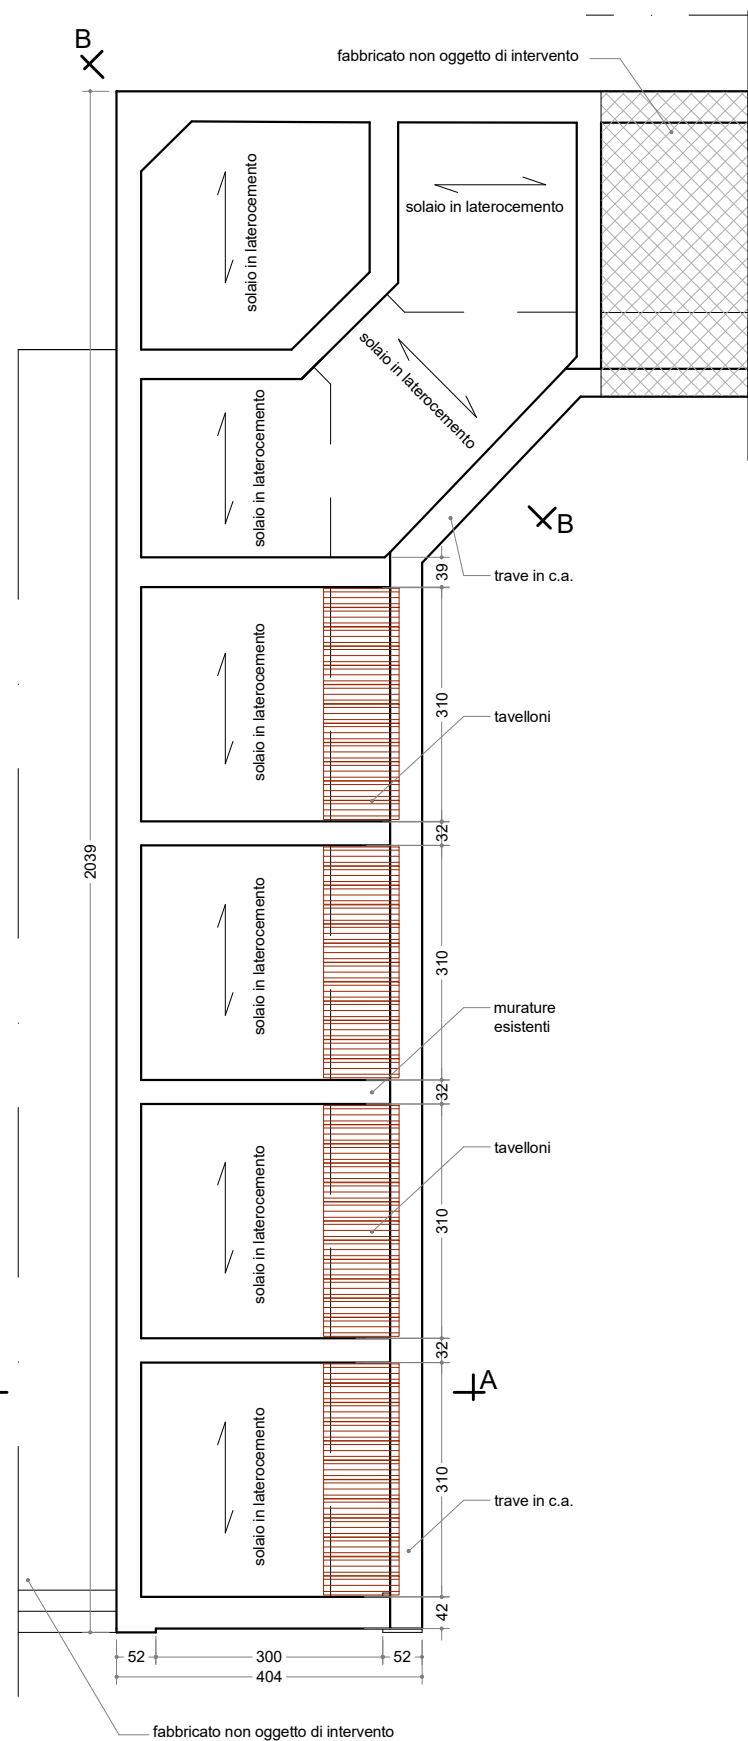 B
fabbricato non oggetto di intervento
solaio in laterocemento
solaio in laterocemento
solaio in laterocemento
solaio in laterocemento
B
39
trave in c.a.
solaio in laterocemento
310
tavelloni
32
2039
solaio in laterocemento
310
murature
esistenti
32
tavelloni
solaio in laterocemento
310
32
A
solaio in laterocemento
310
trave in c.a.
42
52
300
52
404
fabbricato non oggetto di intervento